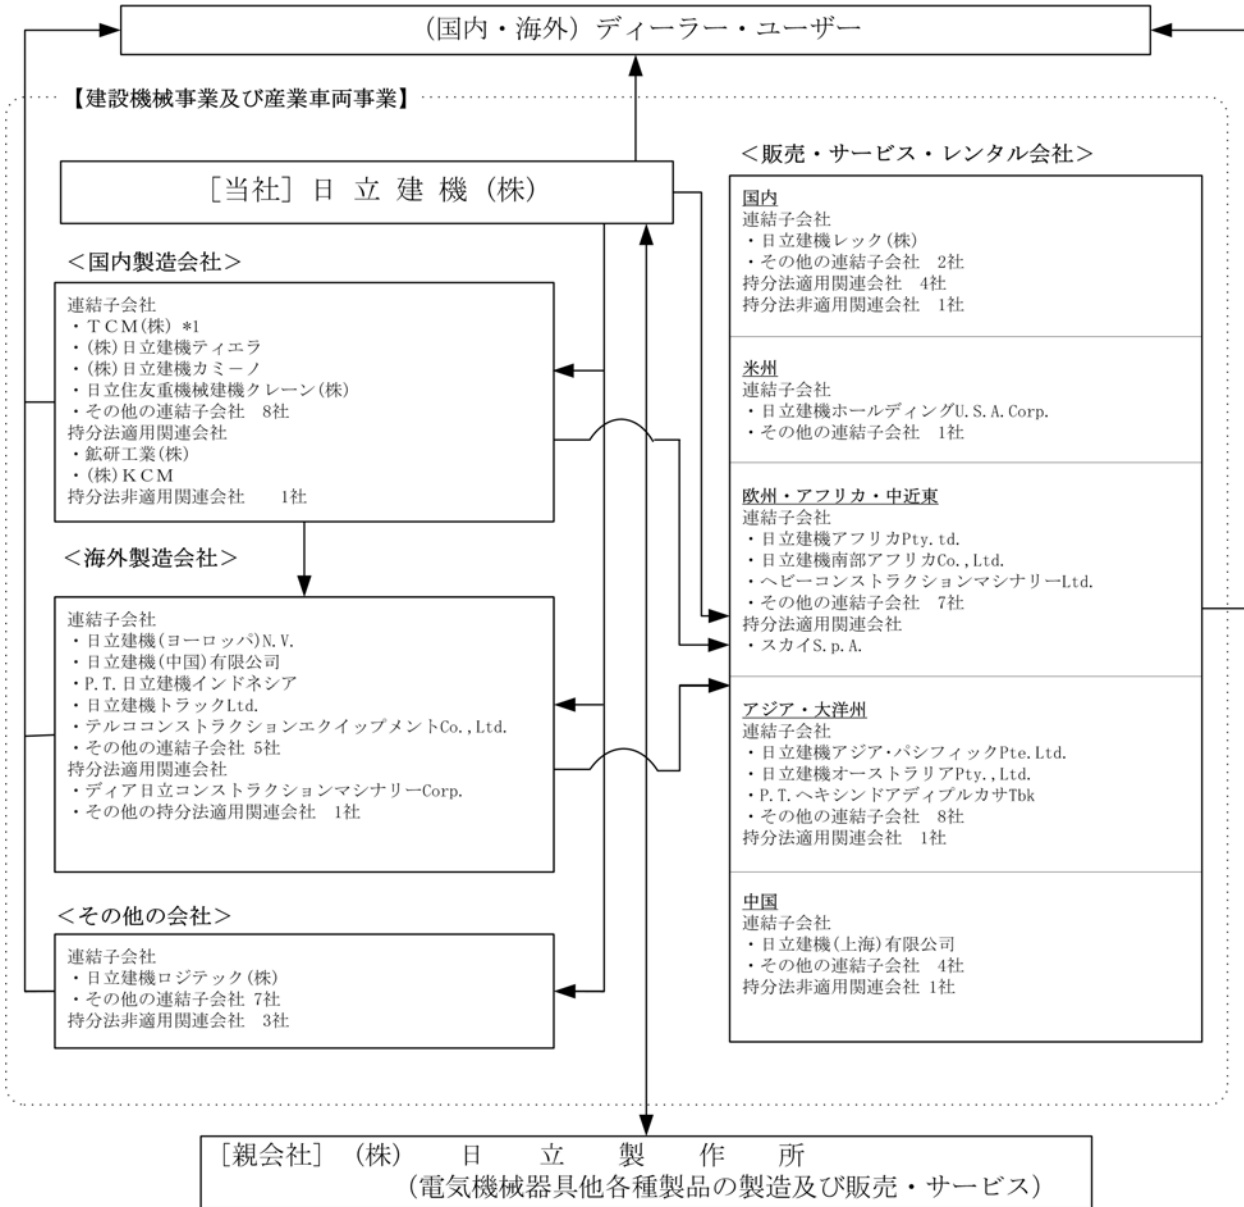 (国内・海外) ディーラー・ユーザー
【建設機械事業及び産業車両事業】
[当社] 日 立 建 機 (株)
＜国内製造会社＞
連結子会社
・ＴＣＭ(株) *1
・(株)日立建機ティエラ
・(株)日立建機カミーノ
・日立住友重機械建機クレーン(株)
・その他の連結子会社 8社
持分法適用関連会社
・鉱研工業(株)
・(株)ＫＣＭ
持分法非適用関連会社 1社
＜海外製造会社＞
連結子会社
・日立建機(ヨーロッパ)N.V.
・日立建機(中国)有限公司
・P.T.日立建機インドネシア
・日立建機トラックLtd.
・テルココンストラクションエクイップメントCo.,Ltd.
・その他の連結子会社 5社
持分法適用関連会社
・ディア日立コンストラクションマシナリーCorp.
・その他の持分法適用関連会社 1社
＜その他の会社＞
連結子会社
・日立建機ロジテック(株)
・その他の連結子会社 7社
持分法非適用関連会社 3社
＜販売・サービス・レンタル会社＞
国内
連結子会社
・日立建機レック(株)
・その他の連結子会社 2社
持分法適用関連会社 4社
持分法非適用関連会社 1社
米州
連結子会社
・日立建機ホールディングU.S.A.Corp.
・その他の連結子会社 1社
欧州・アフリカ・中近東
連結子会社
・日立建機アフリカPty.td.
・日立建機南部アフリカCo.,Ltd.
・ヘビーコンストラクションマシナリーLtd.
・その他の連結子会社 7社
持分法適用関連会社
・スカイS.p.A.
アジア・大洋州
連結子会社
・日立建機アジア・パシフィックPte.Ltd.
・日立建機オーストラリアPty.,Ltd.
・P.T.ヘキシンドアディプルカサTbk
・その他の連結子会社 8社
持分法適用関連会社 1社
中国
連結子会社
・日立建機(上海)有限公司
・その他の連結子会社 4社
持分法非適用関連会社 1社
[親会社] (株) 日 立 製 作 所
(電気機械器具他各種製品の製造及び販売・サービス)